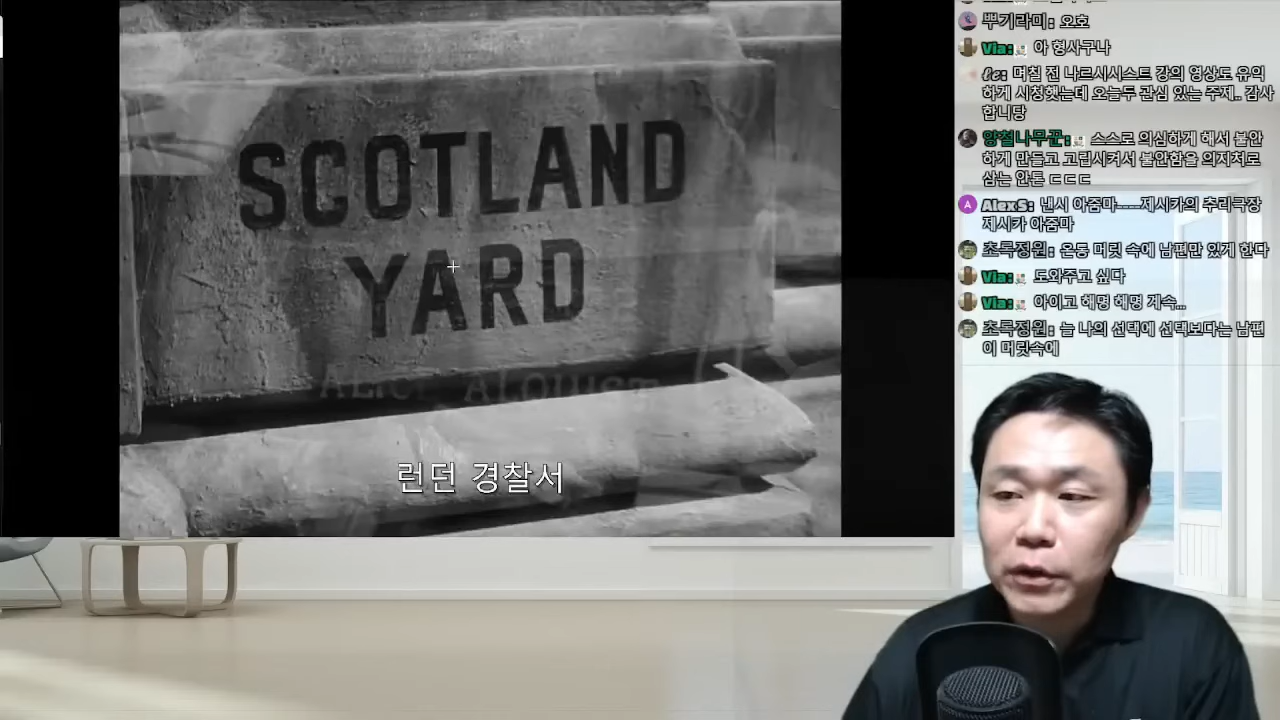 SCOTLAND
YARD
ALICE ALQUIST
런던 경찰서
뿌기라미: 오호
Via: 아 형사구나
며칠 전 나르시시스트 강의 영상도 유익
하게 시청했는데 오늘두 관심 있는 주제.. 감사
합니당
양철나무꾼: 스스로 의심하게 해서 불안
하게 만들고 고립시켜서 불안함을 의지처로
삼는 안톤 ㄷㄷㄷ
A AlexS: 낸시 아줌마-----제시카의 추리극장
제시카 아줌마
초록정원: 온통 머릿 속에 남편만 있게 한다
Via: 도와주고 싶다
Via: 아이고 해명 해명 계속...
초록정원: 늘 나의 선택에 선택보다는 남편
이 머릿속에